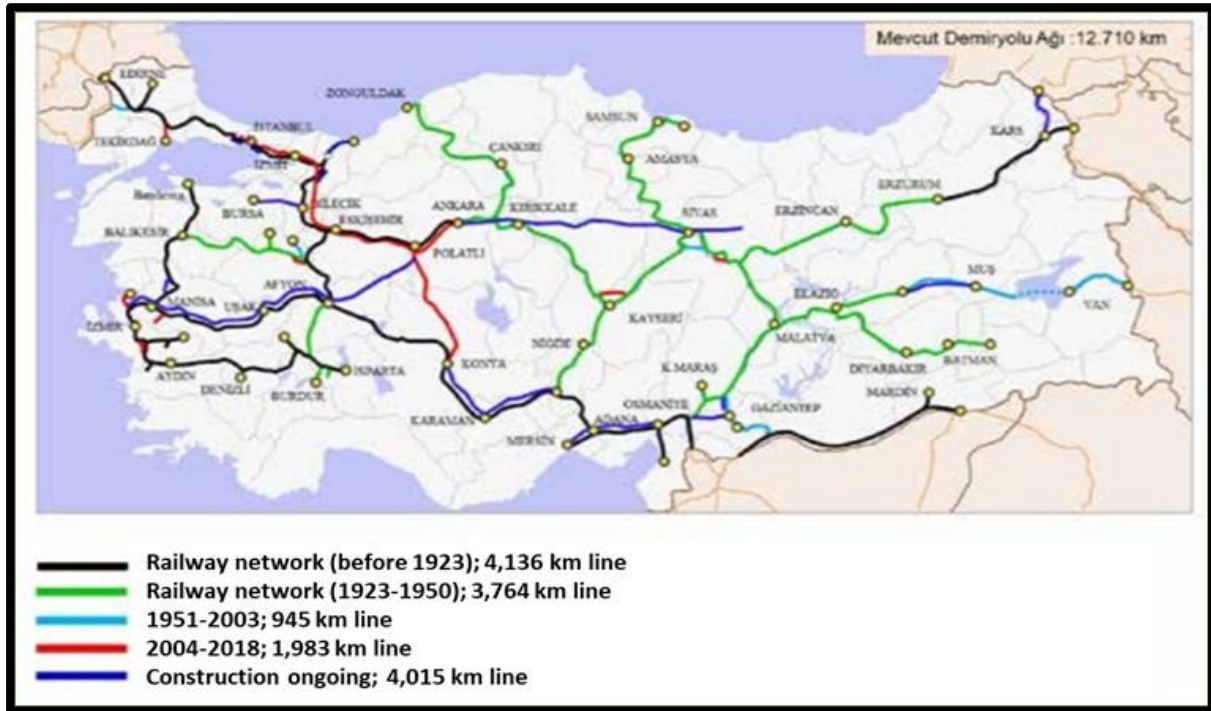 Mevcut Demiryolu Ağı :12.710 km
EDİRNE
ZONGULDAK
SAMSUN
TEKİRDAĞ
İSTANBUL
KARS
İZMİT
ÇANKIRI
AMASYA
Bandırma
ERZURUM
BURSA
BİLECİK
ANKARA
KIRIKKALE
SİVAS
ERZİNCAN
BALIKESİR
ESKİŞEHİR
POLATLI
MUŞ
AFYON
ELAZIĞ
MANİSA
UŞAK
KAYSERİ
VAN
İZMİR
NİĞDE
MALATYA
KONYA
K.MARAŞ
DİYARBAKIR
BATMAN
AYDIN
ISPARTA
DENİZLİ
BURDUR
OSMANİYE
GAZİANTEP
MARDİN
KARAMAN
ADANA
MERSİN
Railway network (before 1923); 4,136 km line
Railway network (1923-1950); 3,764 km line
1951-2003; 945 km line
2004-2018; 1,983 km line
Construction ongoing; 4,015 km line